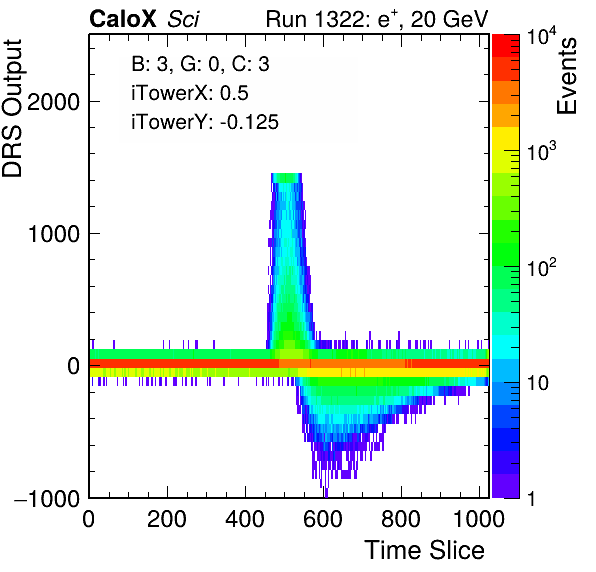 CaloX Sci Run 1322: e+, 20 GeV
B: 3, G: 0, C: 3
iTowerX: 0.5
iTowerY: -0.125
DRS Output
2000
1000
0
−1000
0 200 400 600 800 1000
Time Slice
Events
10^4
10^3
10^2
10
1